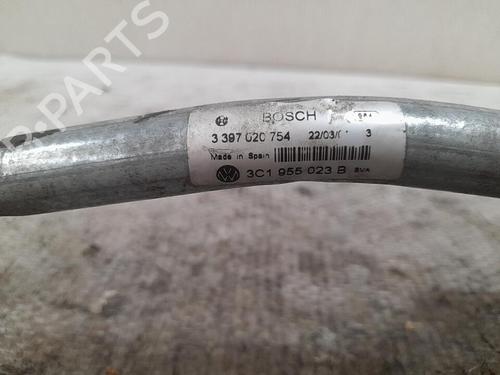 BOSCH
3 397 020 754 22/03/ 3
Made in Spain
3C1 955 023 B
PARTS